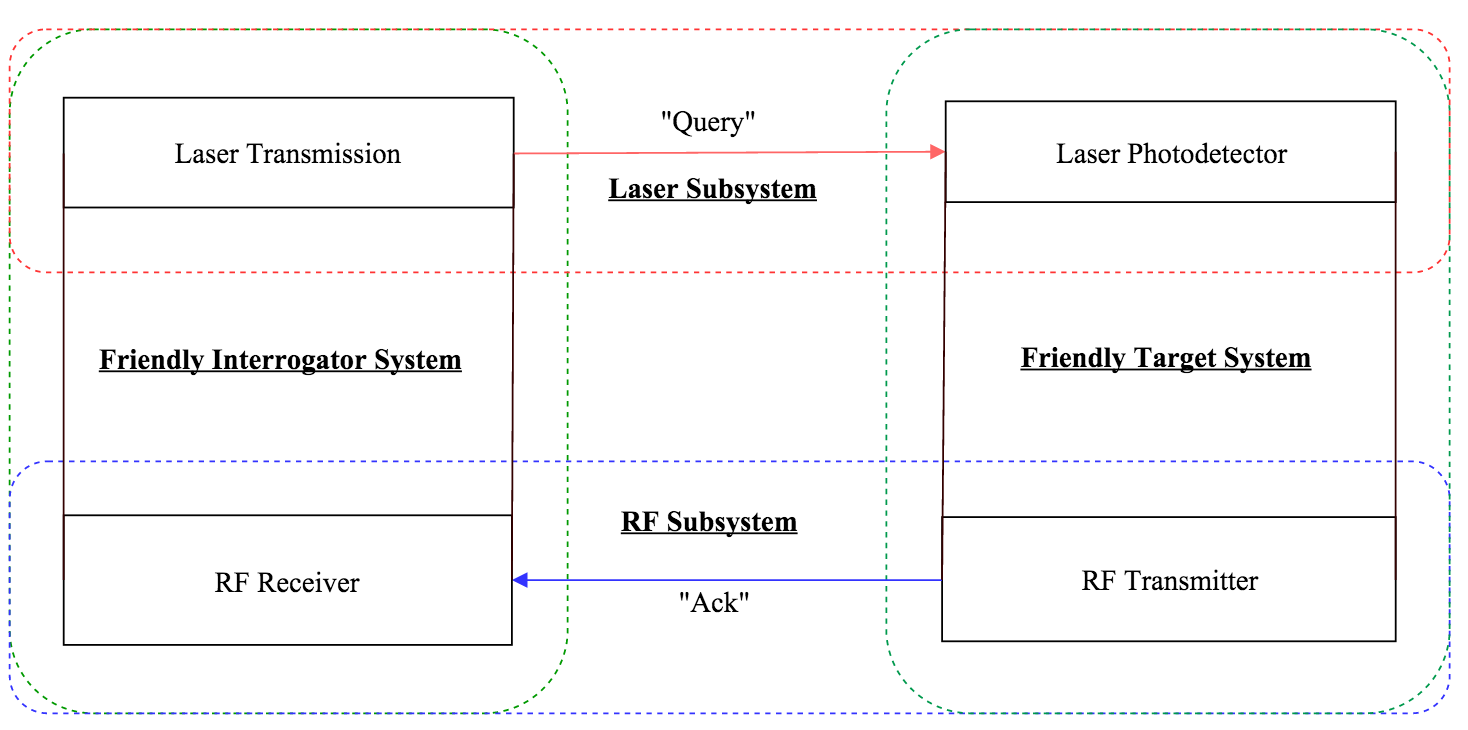 "Query"
Laser Transmission
Laser Photodetector
Laser Subsystem
Friendly Interrogator System
Friendly Target System
RF Subsystem
RF Receiver
RF Transmitter
"Ack"